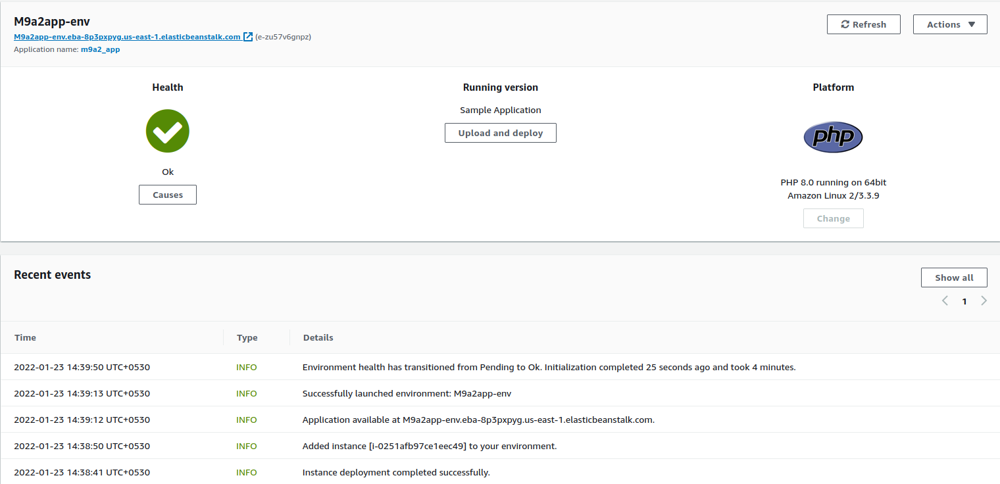 M9a2app-env
M9a2app-env.eba-8p3pxpyg.us-east-1.elasticbeanstalk.com (e-zu57v6gnpz)
Application name: m9a2_app
Refresh
Actions
Health
Ok
Causes
Running version
Sample Application
Upload and deploy
Platform
php
PHP 8.0 running on 64bit
Amazon Linux 2/3.3.9
Change
Recent events
Show all
1
Time Type Details
2022-01-23 14:39:50 UTC+0530 INFO Environment health has transitioned from Pending to Ok. Initialization completed 25 seconds ago and took 4 minutes.
2022-01-23 14:39:13 UTC+0530 INFO Successfully launched environment: M9a2app-env
2022-01-23 14:39:12 UTC+0530 INFO Application available at M9a2app-env.eba-8p3pxpyg.us-east-1.elasticbeanstalk.com.
2022-01-23 14:38:50 UTC+0530 INFO Added instance [i-0251afb97ce1eec49] to your environment.
2022-01-23 14:38:41 UTC+0530 INFO Instance deployment completed successfully.